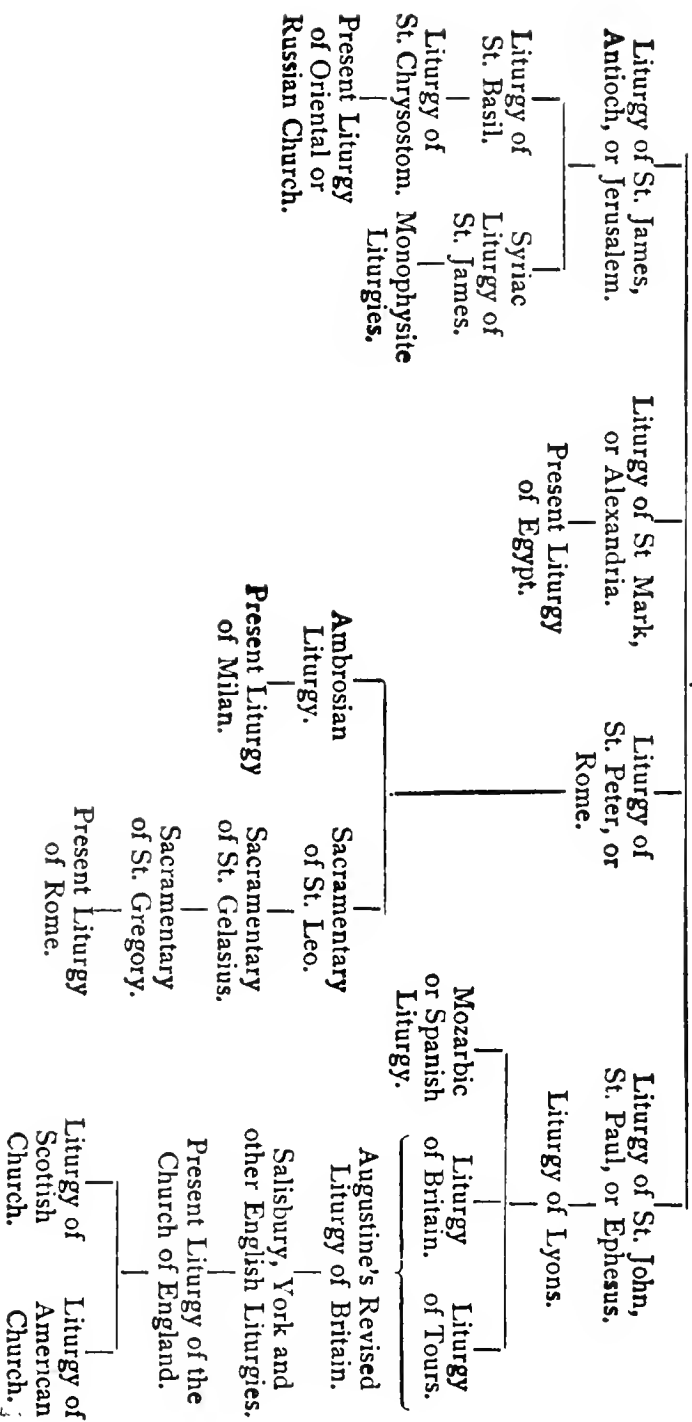 Liturgy of St. James,
Antioch, or Jerusalem.
Liturgy of
St. Basil.
Liturgy of
St. Chrysostom.
Present Liturgy
of Oriental or
Russian Church.
Syriac
Liturgy of
St. James.
Monophysite
Liturgies.
Liturgy of St Mark,
or Alexandria.
Present Liturgy
of Egypt.
Liturgy of
St. Peter, or
Rome.
Ambrosian
Liturgy.
Present Liturgy
of Milan.
Sacramentary
of St. Leo.
Sacramentary
of St. Gelasius.
Sacramentary
of St. Gregory.
Present Liturgy
of Rome.
Liturgy of St. John,
St. Paul, or Ephesus.
Liturgy of Lyons.
Mozarbic
or Spanish
Liturgy.
Liturgy
of Britain.
Liturgy
of Tours.
Augustine's Revised
Liturgy of Britain.
Salisbury, York and
other English Liturgies.
Present Liturgy of the
Church of England.
Liturgy of
Scottish
Church.
Liturgy of
American
Church.